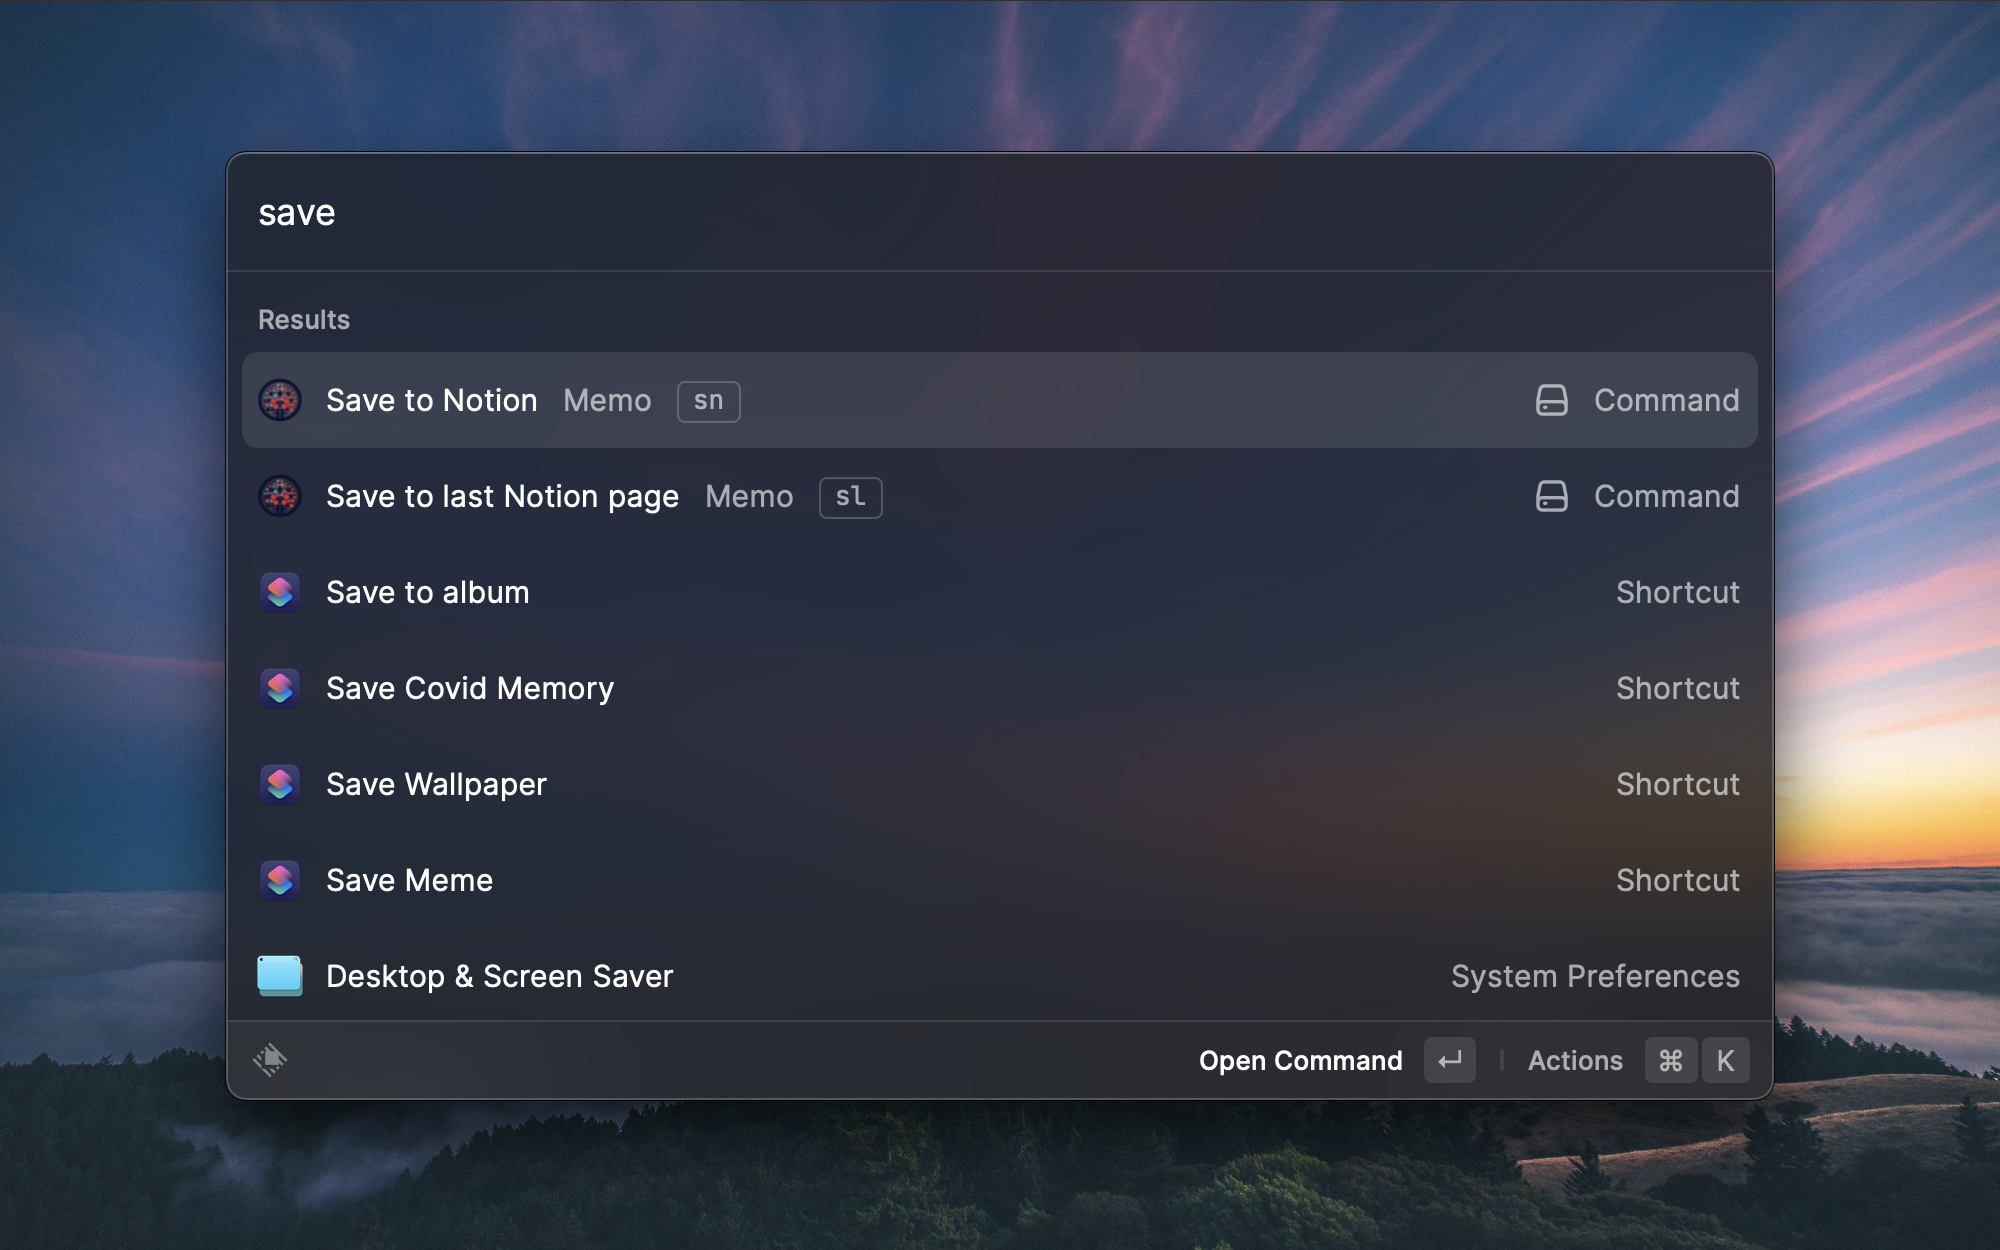 save
Results
Save to Notion Memo sn Command
Save to last Notion page Memo sl Command
Save to album Shortcut
Save Covid Memory Shortcut
Save Wallpaper Shortcut
Save Meme Shortcut
Desktop & Screen Saver System Preferences
Open Command ↵ Actions ⌘ K